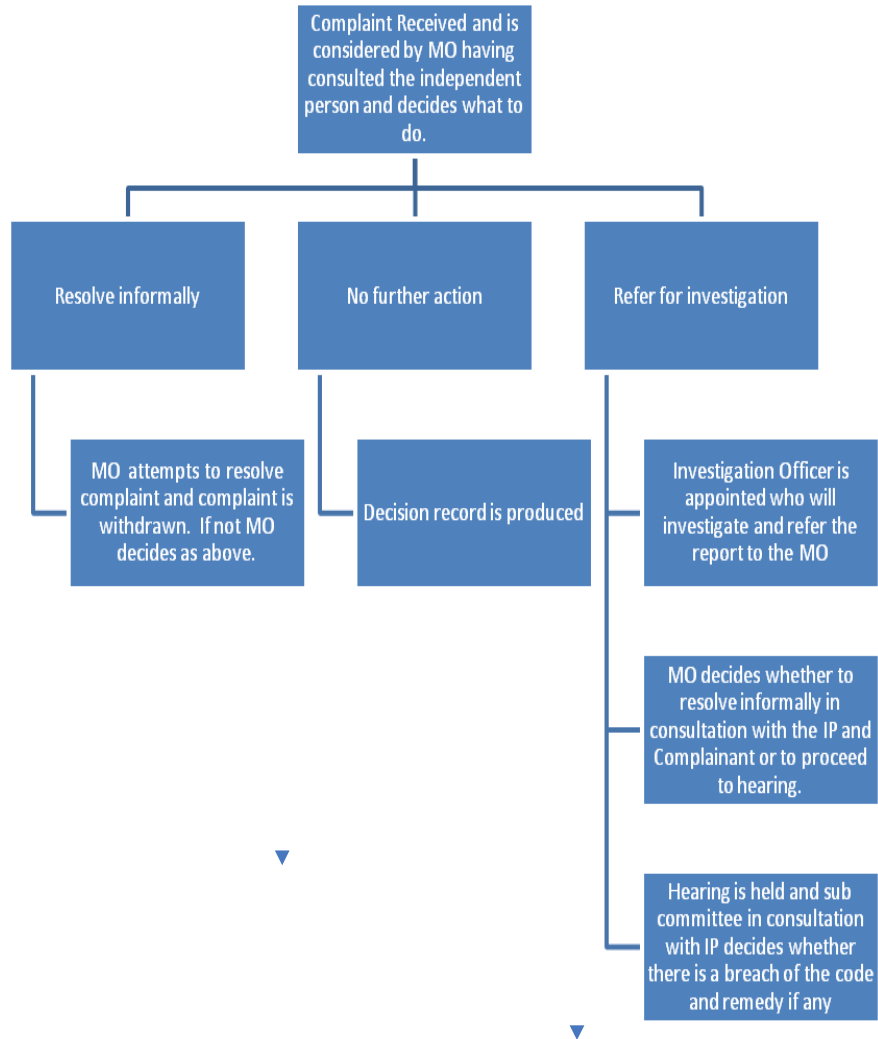 Complaint Received and is
considered by MO having
consulted the independent
person and decides what to
do.
Resolve informally
No further action
Refer for investigation
MO attempts to resolve
complaint and complaint is
withdrawn. If not MO
decides as above.
Decision record is produced
Investigation Officer is
appointed who will
investigate and refer the
report to the MO
MO decides whether to
resolve informally in
consultation with the IP and
Complainant or to proceed
to hearing.
Hearing is held and sub
committee in consultation
with IP decides whether
there is a breach of the code
and remedy if any